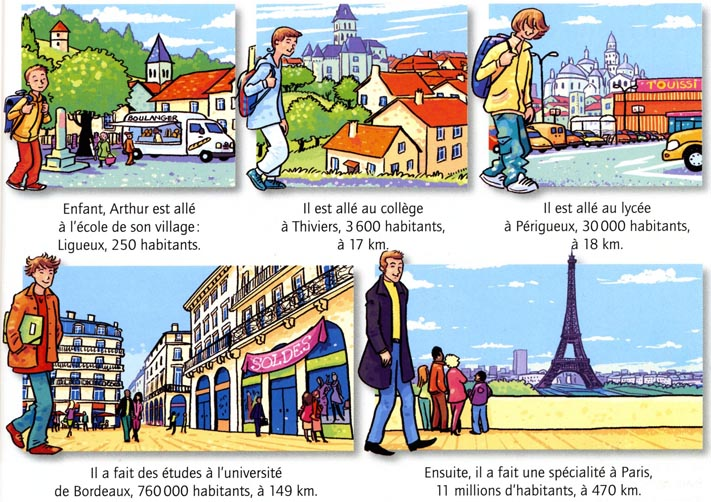 BOULANGER
Enfant, Arthur est allé
à l'école de son village :
Ligueux, 250 habitants.
Il est allé au collège
à Thiviers, 3 600 habitants,
à 17 km.
TOUISSI
Il est allé au lycée
à Périgueux, 30 000 habitants,
à 18 km.
SOLDES
Il a fait des études à l'université
de Bordeaux, 760 000 habitants, à 149 km.
Ensuite, il a fait une spécialité à Paris,
11 millions d'habitants, à 470 km.